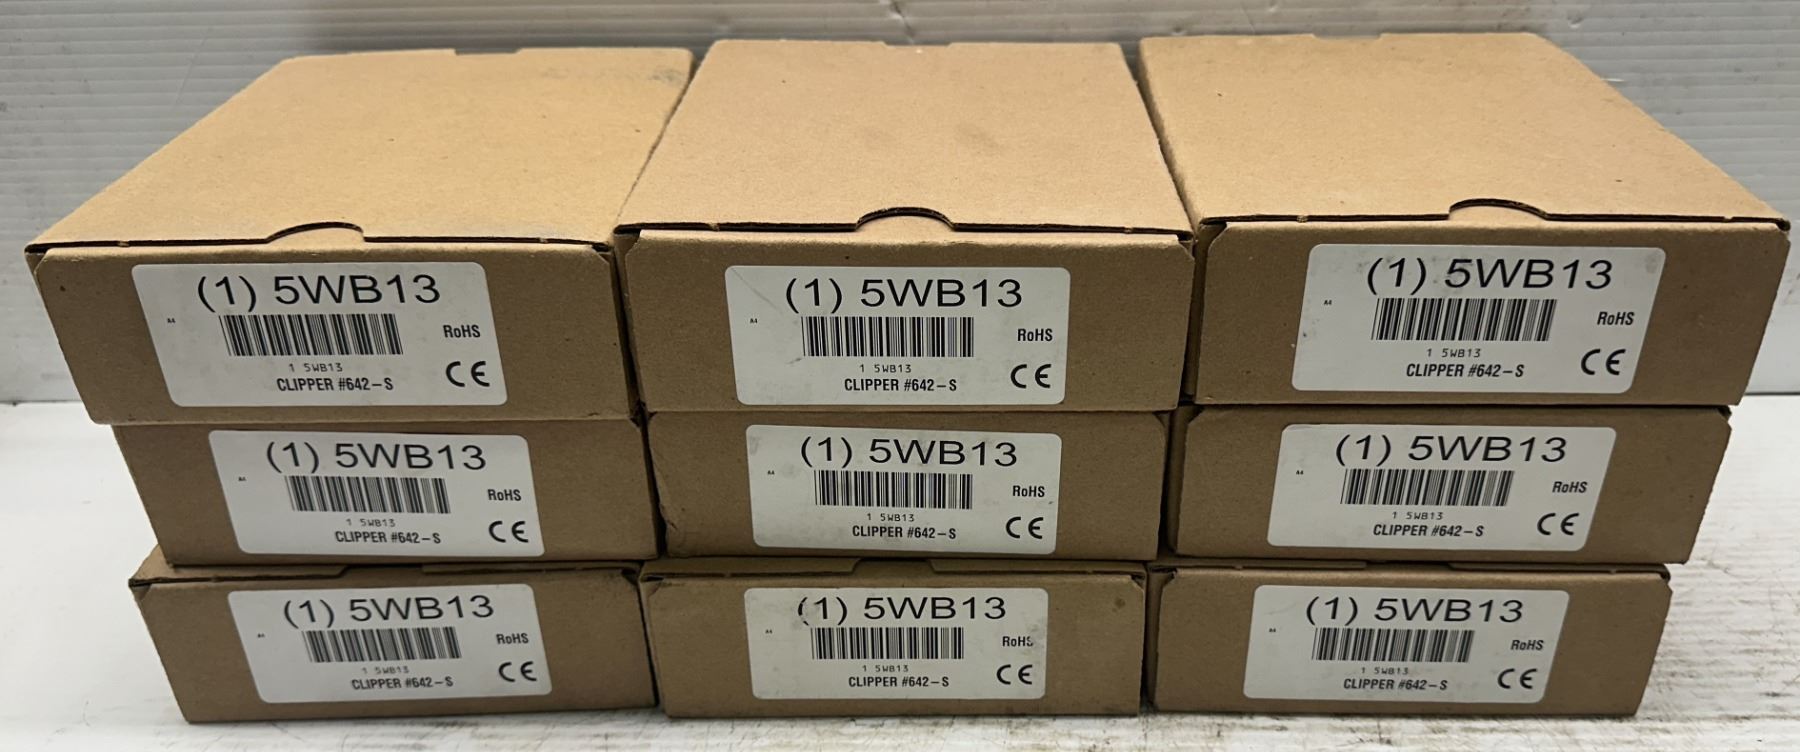 (1) 5WB13
A4
RoHS
1 5WB13
CLIPPER #642-S
CE
(1) 5WB13
A4
RoHS
1 5WB13
CLIPPER #642-S
CE
(1) 5WB13
A4
RoHS
1 5WB13
CLIPPER #642-S
CE
(1) 5WB13
A4
RoHS
1 5WB13
CLIPPER #642-S
CE
(1) 5WB13
A4
RoHS
1 5WB13
CLIPPER #642-S
CE
(1) 5WB13
A4
RoHS
1 5WB13
CLIPPER #642-S
CE
(1) 5WB13
A4
RoHS
1 5WB13
CLIPPER #642-S
CE
(1) 5WB13
A4
RoHS
1 5WB13
CLIPPER #642-S
CE
(1) 5WB13
A4
RoHS
1 5WB13
CLIPPER #642-S
CE